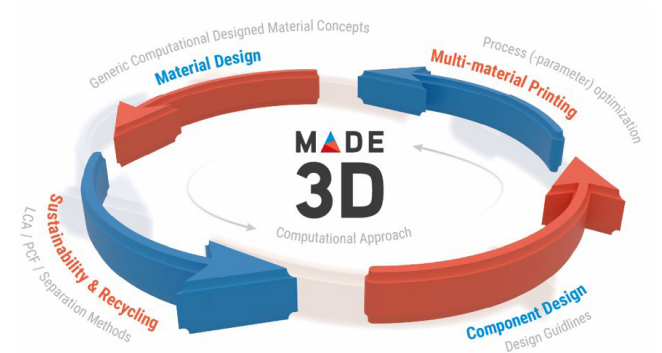 Generic Computational Designed Material Concepts
Material Design
Process (-parameter) optimization
Multi-material Printing
MADE
3D
Computational Approach
Sustainability & Recycling
LCA / PCF / Separation Methods
Component Design
Design Guidlines